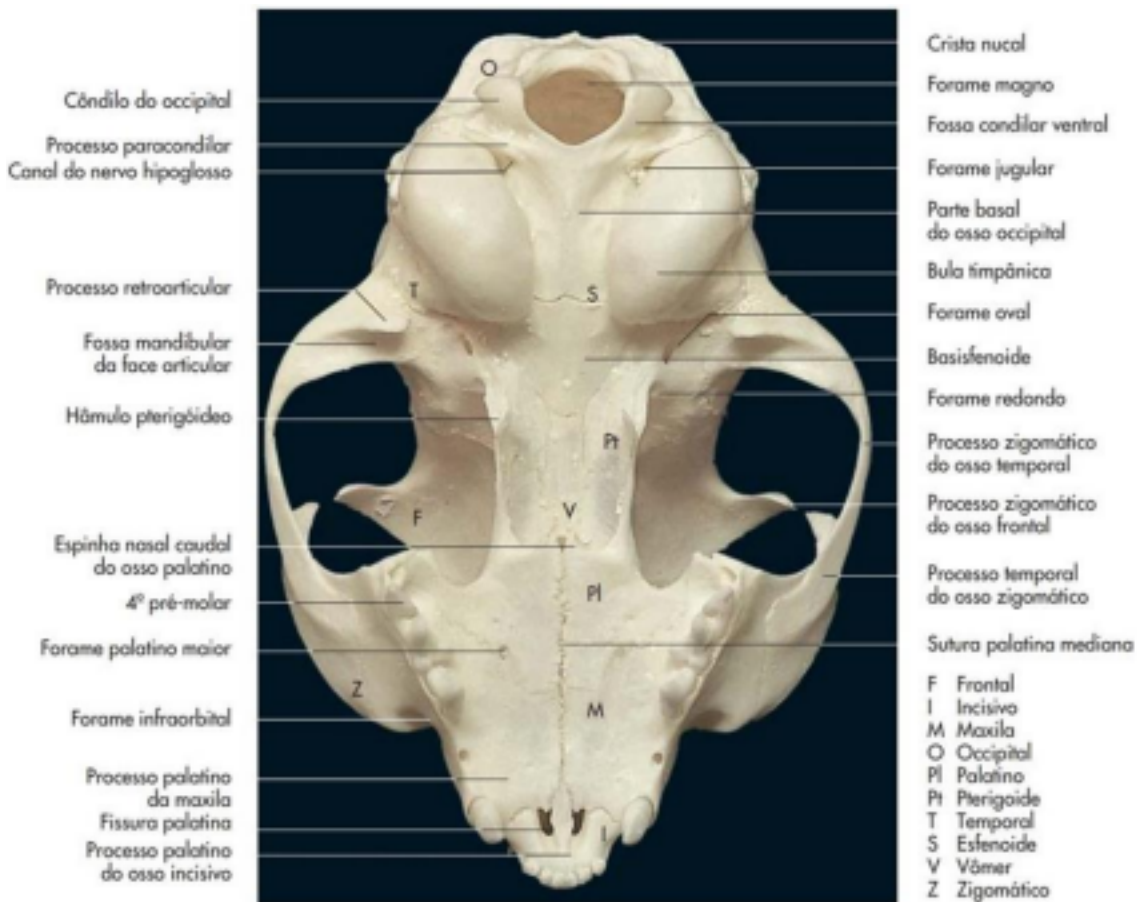 Côndilo do occipital
Processo paracondilar
Canal do nervo hipoglosso
Processo retroarticular
Fossa mandibular
da face articular
Hâmulo pterigóideo
Espinha nasal caudal
do osso palatino
4º pré-molar
Forame palatino maior
Forame infraorbital
Processo palatino
da maxila
Fissura palatina
Processo palatino
do osso incisivo
O
T
S
Pt
F
V
Pl
Z
M
I
Crista nucal
Forame magno
Fossa condilar ventral
Forame jugular
Parte basal
do osso occipital
Bula timpânica
Forame oval
Basisfenoide
Forame redondo
Processo zigomático
do osso temporal
Processo zigomático
do osso frontal
Processo temporal
do osso zigomático
Sutura palatina mediana
F Frontal
I Incisivo
M Maxila
O Occipital
Pl Palatino
Pt Pterigoide
T Temporal
S Esfenoide
V Vômer
Z Zigomático